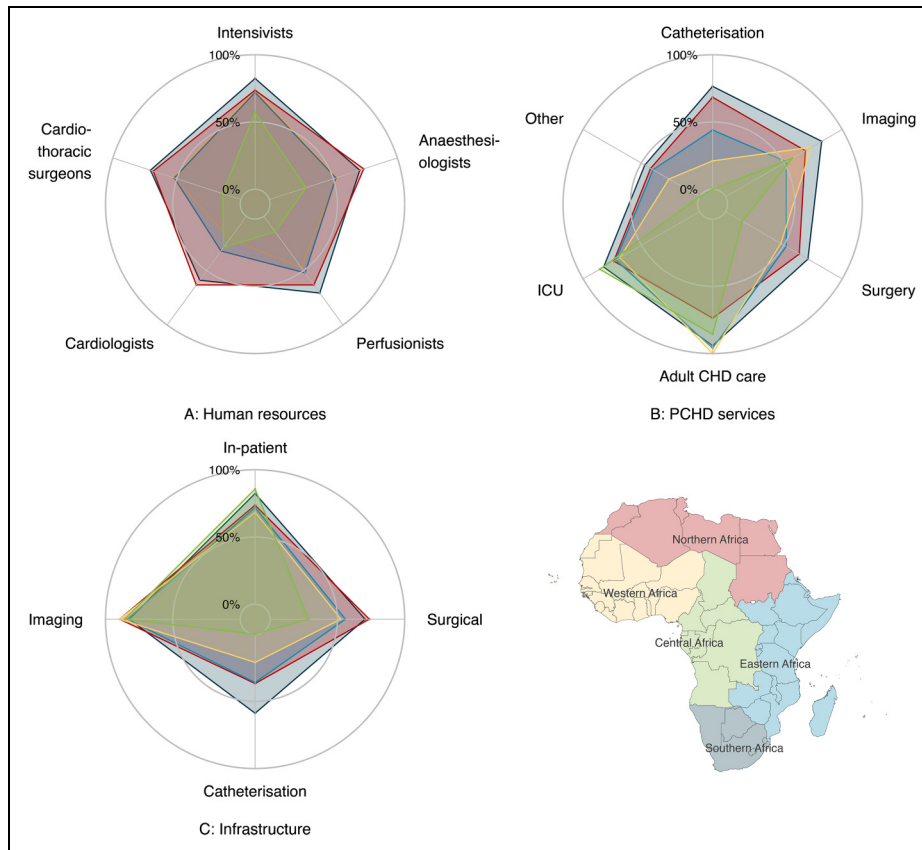 Intensivists
100%
50%
0%
Cardio-
thoracic
surgeons
Anaesthesi-
ologists
Cardiologists
Perfusionists
A: Human resources
Catheterisation
100%
50%
0%
Other
Imaging
ICU
Surgery
Adult CHD care
B: PCHD services
In-patient
100%
50%
0%
Imaging
Surgical
Catheterisation
C: Infrastructure
Northern Africa
Western Africa
Central Africa
Eastern Africa
Southern Africa